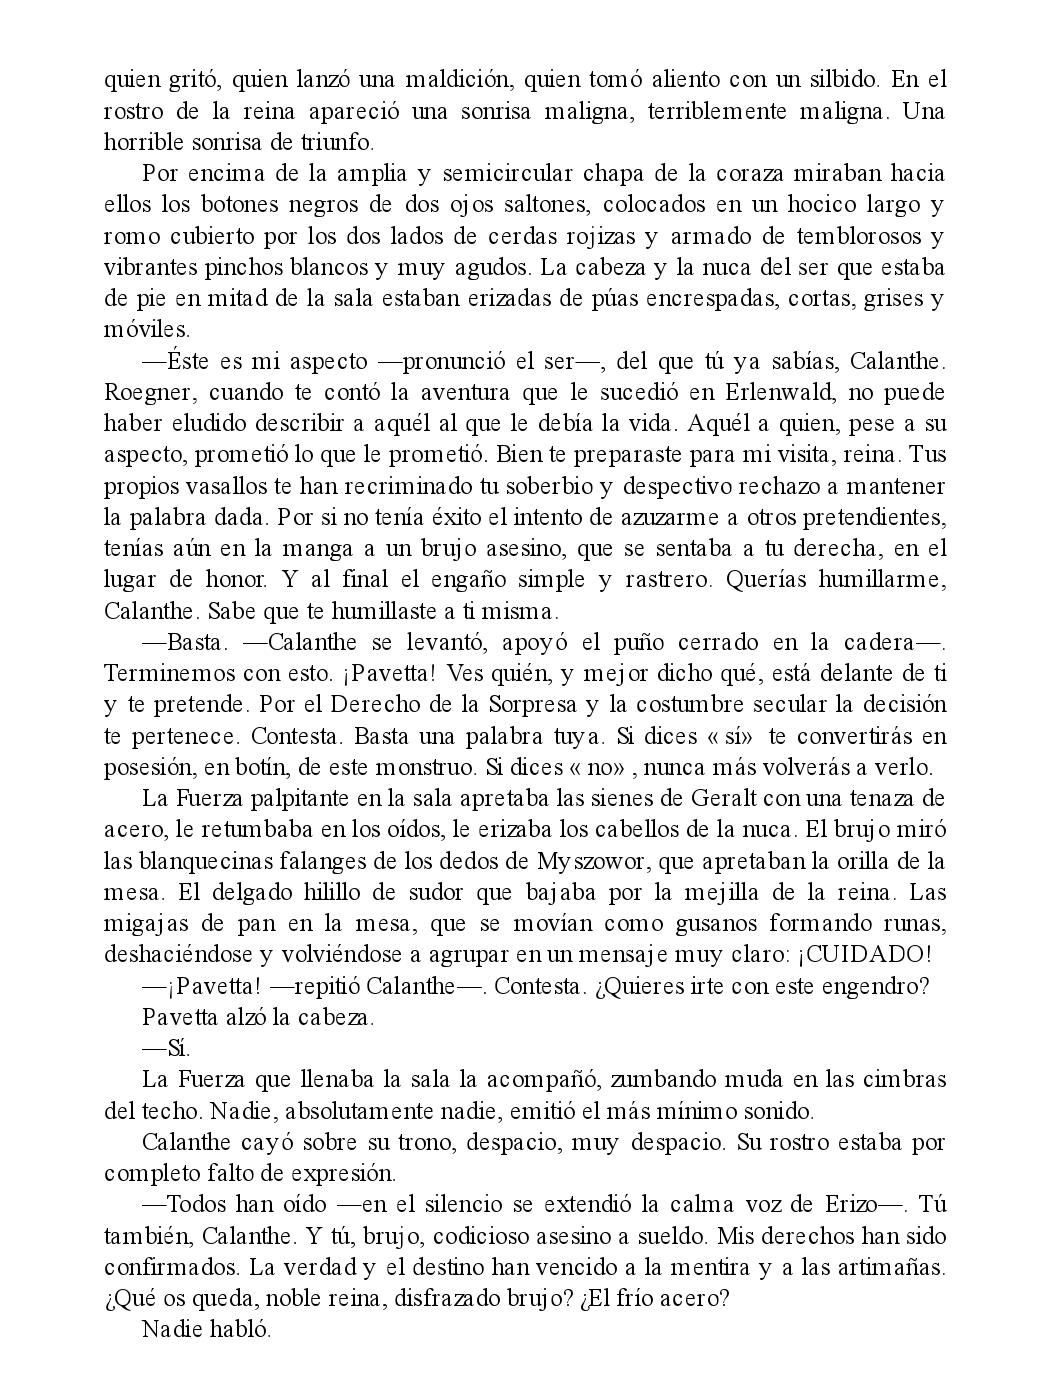 quien gritó, quien lanzó una maldición, quien tomó aliento con un silbido. En el
rostro de la reina apareció una sonrisa maligna, terriblemente maligna. Una
horrible sonrisa de triunfo.
Por encima de la amplia y semicircular chapa de la coraza miraban hacia
ellos los botones negros de dos ojos saltones, colocados en un hocico largo y
romo cubierto por los dos lados de cerdas rojizas y armado de temblorosos y
vibrantes pinchos blancos y muy agudos. La cabeza y la nuca del ser que estaba
de pie en mitad de la sala estaban erizadas de púas encrespadas, cortas, grises y
móviles.
—Éste es mi aspecto —pronunció el ser—, del que tú ya sabías, Calanthe.
Roegner, cuando te contó la aventura que le sucedió en Erlenwald, no puede
haber eludido describir a aquél al que le debía la vida. Aquél a quien, pese a su
aspecto, prometió lo que le prometió. Bien te preparaste para mi visita, reina. Tus
propios vasallos te han recriminado tu soberbio y despectivo rechazo a mantener
la palabra dada. Por si no tenía éxito el intento de azuzarme a otros pretendientes,
tenías aún en la manga a un brujo asesino, que se sentaba a tu derecha, en el
lugar de honor. Y al final el engaño simple y rastrero. Querías humillarme,
Calanthe. Sabe que te humillaste a ti misma.
—Basta. —Calanthe se levantó, apoyó el puño cerrado en la cadera—.
Terminemos con esto. ¡Pavetta! Ves quién, y mejor dicho qué, está delante de ti
y te pretende. Por el Derecho de la Sorpresa y la costumbre secular la decisión
te pertenece. Contesta. Basta una palabra tuya. Si dices «sí» te convertirás en
posesión, en botín, de este monstruo. Si dices «no», nunca más volverás a verlo.
La Fuerza palpitante en la sala apretaba las sienes de Geralt con una tenaza de
acero, le retumbaba en los oídos, le erizaba los cabellos de la nuca. El brujo miró
las blanquecinas falanges de los dedos de Myszowor, que apretaban la orilla de la
mesa. El delgado hilillo de sudor que bajaba por la mejilla de la reina. Las
migajas de pan en la mesa, que se movían como gusanos formando runas,
deshaciéndose y volviéndose a agrupar en un mensaje muy claro: ¡CUIDADO!
—¡Pavetta! —repitió Calanthe—. Contesta. ¿Quieres irte con este engendro?
Pavetta alzó la cabeza.
—Sí.
La Fuerza que llenaba la sala la acompañó, zumbando muda en las cimbras
del techo. Nadie, absolutamente nadie, emitió el más mínimo sonido.
Calanthe cayó sobre su trono, despacio, muy despacio. Su rostro estaba por
completo falto de expresión.
—Todos han oído —en el silencio se extendió la calma voz de Erizo—. Tú
también, Calanthe. Y tú, brujo, codicioso asesino a sueldo. Mis derechos han sido
confirmados. La verdad y el destino han vencido a la mentira y a las artimañas.
¿Qué os queda, noble reina, disfrazado brujo? ¿El frío acero?
Nadie habló.